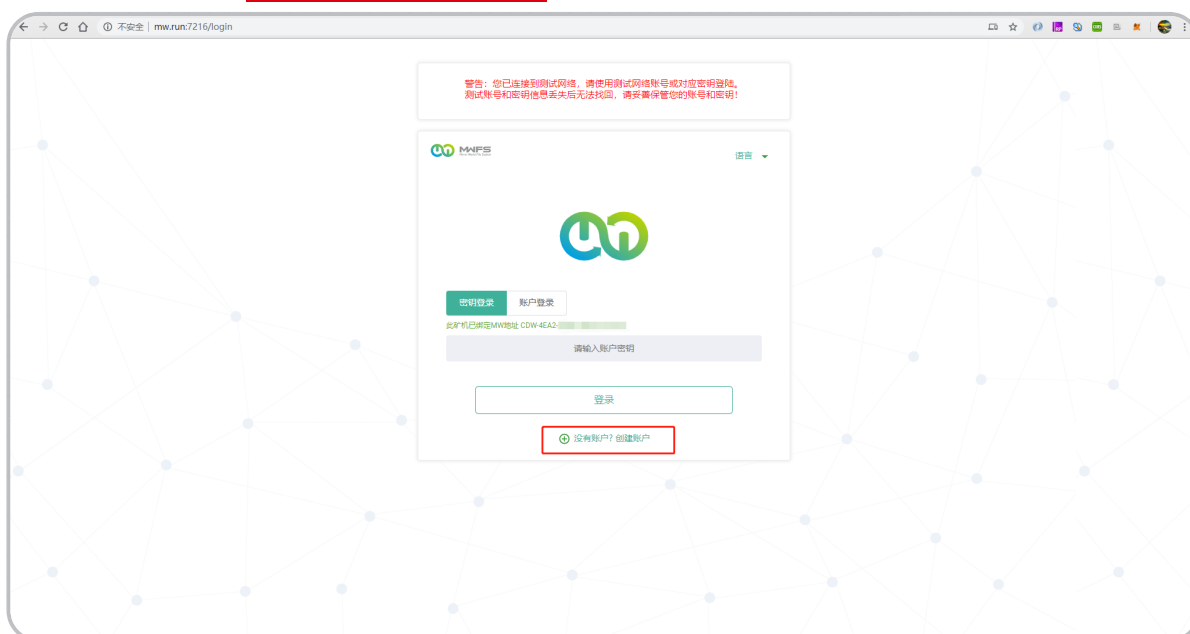 不安全 | mw.run:7216/login
警告：您已连接到测试网络，请使用测试网络账号或对应密钥登陆。
测试账号和密钥信息丢失后无法找回，请妥善保管您的账号和密钥！
MWFS
语言
密钥登录 账户登录
此矿机已绑定MW地址 CDW-4EA2-
请输入账户密钥
登录
没有账户? 创建账户